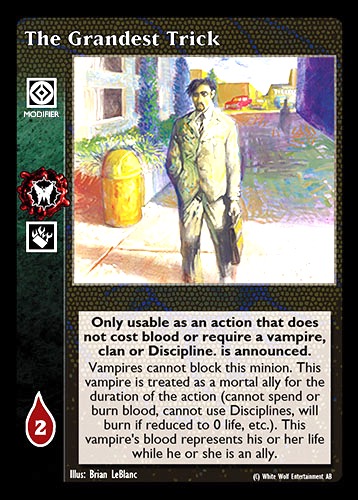 The Grandest Trick
MODIFIER
Only usable as an action that does
not cost blood or require a vampire,
clan or Discipline. is announced.
Vampires cannot block this minion. This
vampire is treated as a mortal ally for the
duration of the action (cannot spend or
burn blood, cannot use Disciplines, will
burn if reduced to 0 life, etc.). This
vampire's blood represents his or her life
while he or she is an ally.
2
Illus: Brian LeBlanc
(C) White Wolf Entertainment AB